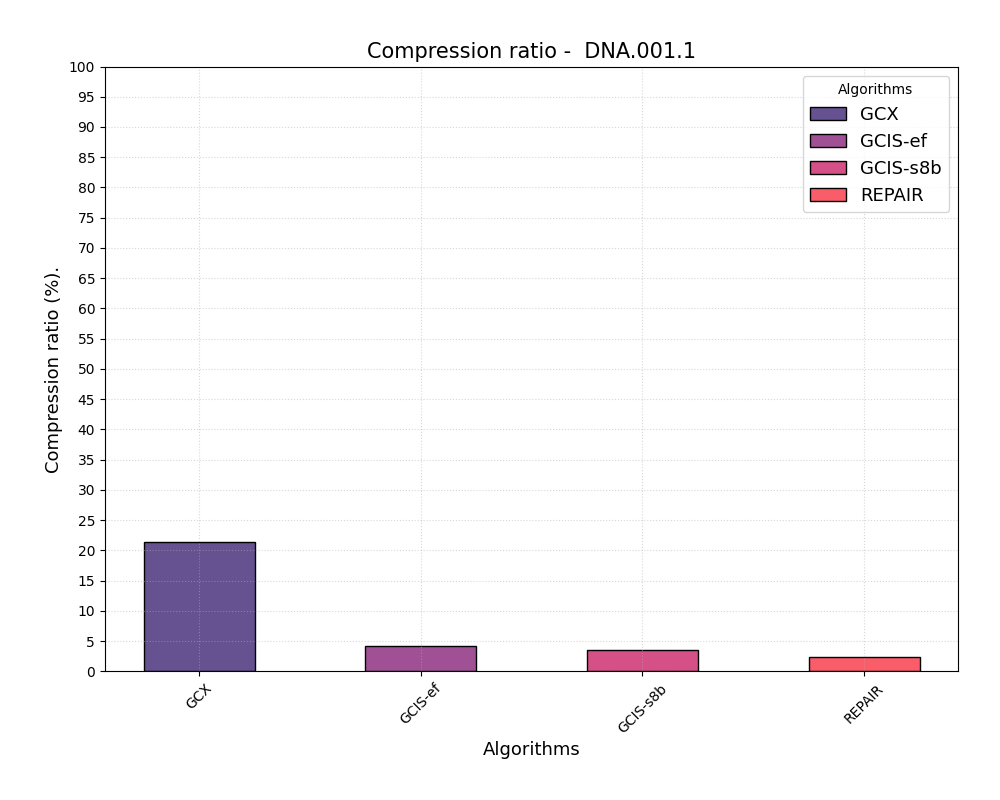 Compression ratio -  DNA.001.1
100
95
90
85
80
75
70
65
60
55
50
45
40
35
30
25
20
15
10
5
0
Compression ratio (%).
Algorithms
GCX
GCIS-ef
GCIS-s8b
REPAIR
GCX
GCIS-ef
GCIS-s8b
REPAIR
Algorithms